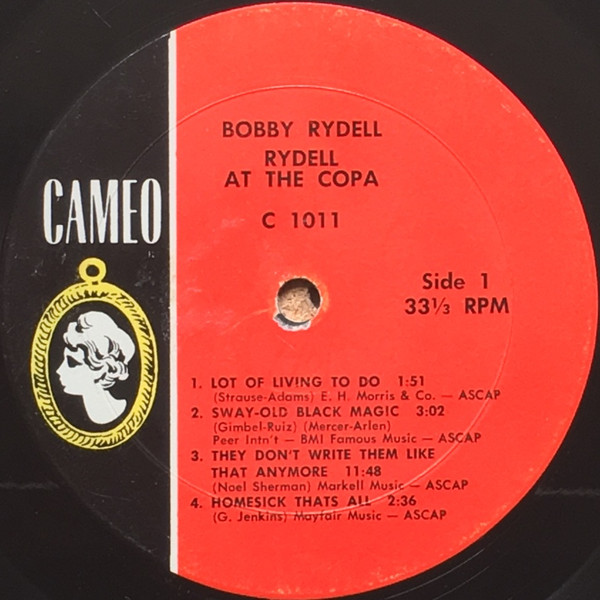 CAMEO
BOBBY RYDELL
RYDELL
AT THE COPA
C 1011
Side 1
33⅓ RPM
1. LOT OF LIVING TO DO 1:51
(Strause-Adams) E. H. Morris & Co. — ASCAP
2. SWAY-OLD BLACK MAGIC 3:02
(Gimbel-Ruiz) (Mercer-Arlen)
Peer Intn't — BMI Famous Music — ASCAP
3. THEY DON'T WRITE THEM LIKE
THAT ANYMORE 11:48
(Noel Sherman) Markell Music — ASCAP
4. HOMESICK THATS ALL 2:36
(G. Jenkins) Mayfair Music — ASCAP